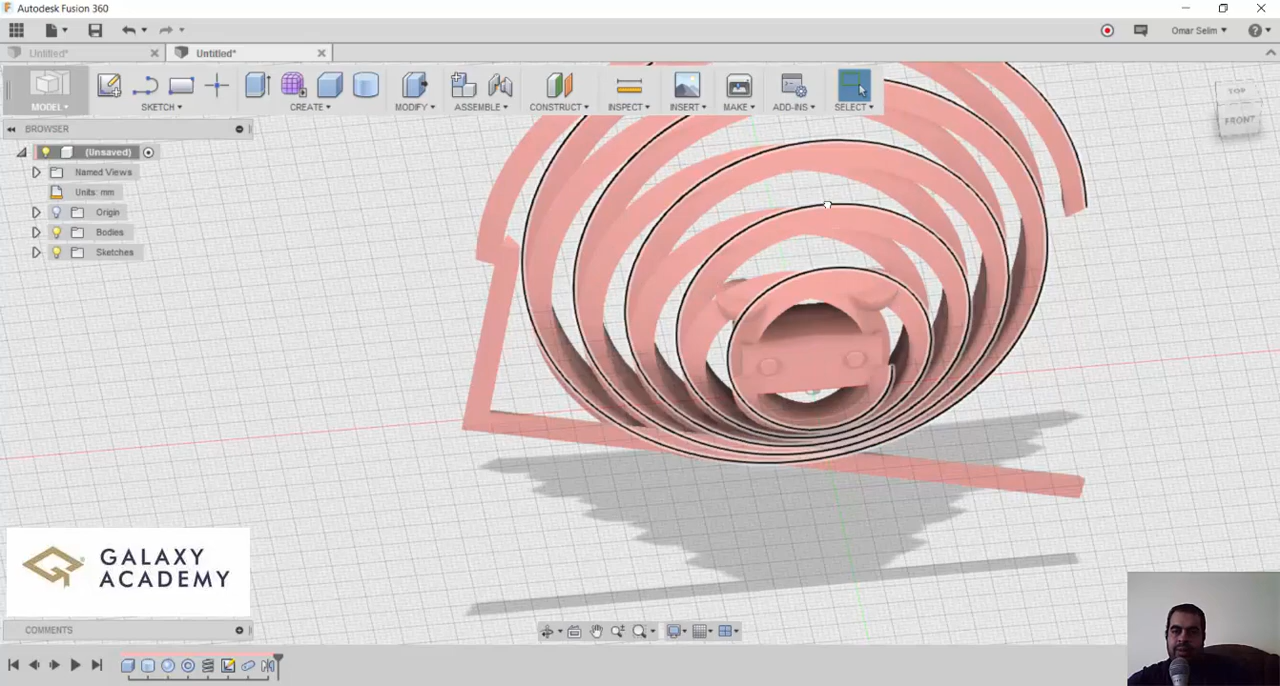 Autodesk Fusion 360
Omar Selim
Untitled*
Untitled*
MODEL
SKETCH
CREATE
MODIFY
ASSEMBLE
CONSTRUCT
INSPECT
INSERT
MAKE
ADD-INS
SELECT
TOP
FRONT
BROWSER
(Unsaved)
Named Views
Units: mm
Origin
Bodies
Sketches
GALAXY
ACADEMY
COMMENTS